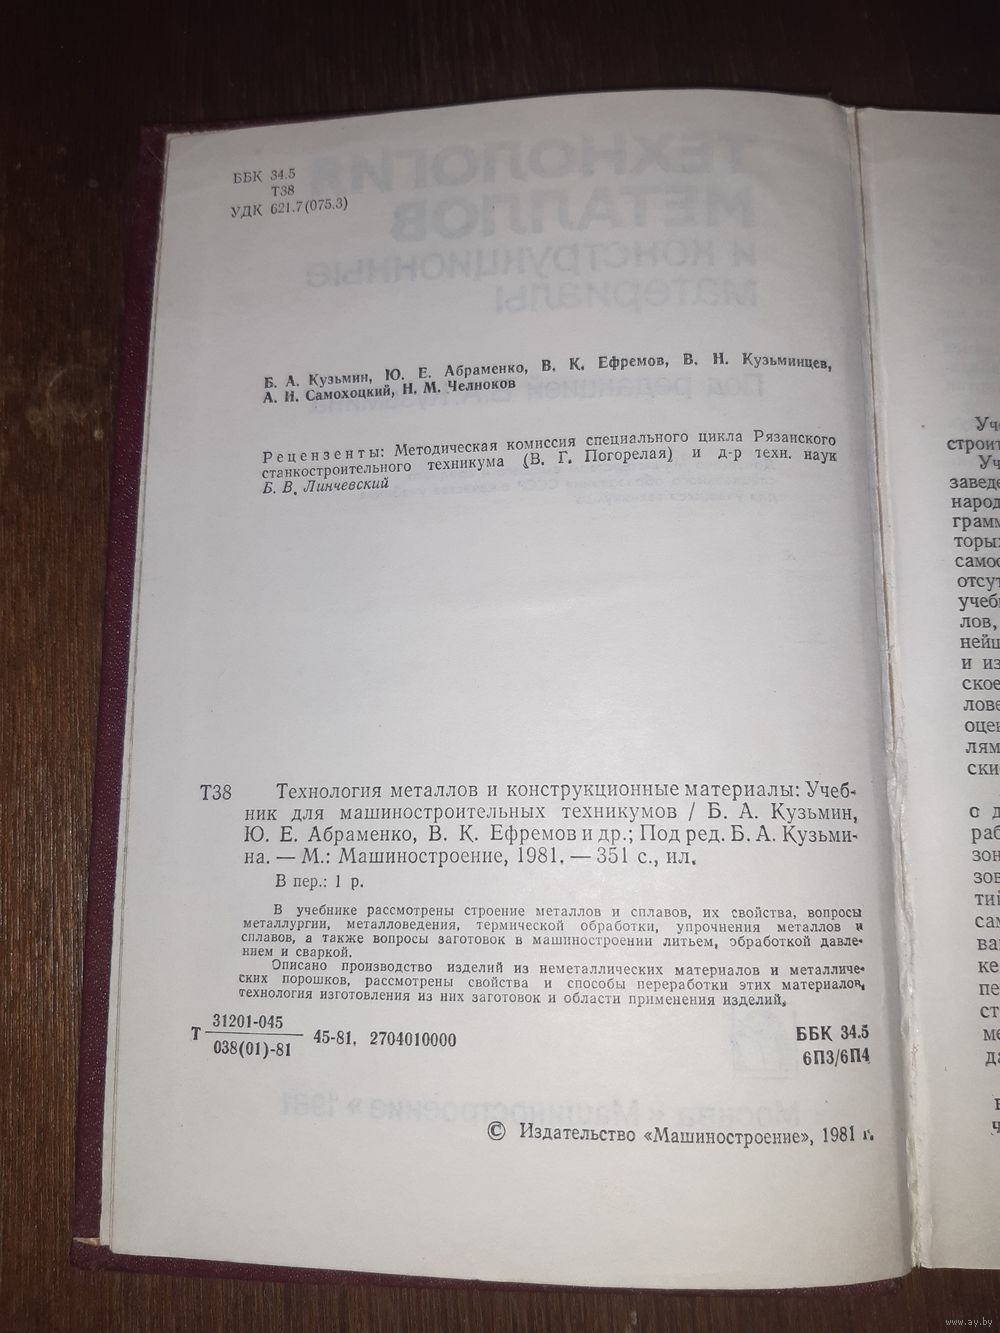 ББК 34.5
Т38
УДК 621.7(075.3)
Б. А. Кузьмин, Ю. Е. Абраменко, В. К. Ефремов, В. Н. Кузьминцев,
А. И. Самохоцкий, Н. М. Челноков
Рецензенты: Методическая комиссия специального цикла Рязанского
станкостроительного техникума (В. Г. Погорелая) и д-р техн. наук
Б. В. Линчевский
Т38 Технология металлов и конструкционные материалы: Учеб-
ник для машиностроительных техникумов / Б. А. Кузьмин,
Ю. Е. Абраменко, В. К. Ефремов и др.; Под ред. Б. А. Кузьми-
на. — М.: Машиностроение, 1981. — 351 с., ил.
В пер.: 1 р.
В учебнике рассмотрены строение металлов и сплавов, их свойства, вопросы
металлургии, металловедения, термической обработки, упрочнения металлов и
сплавов, а также вопросы заготовок в машиностроении литьем, обработкой давле-
нием и сваркой.
Описано производство изделий из неметаллических материалов и металличе-
ских порошков, рассмотрены свойства и способы переработки этих материалов,
технология изготовления из них заготовок и области применения изделий.
Т 31201-045
038(01)-81 45-81. 2704010000
ББК 34.5
6П3/6П4
© Издательство «Машиностроение», 1981 г.
www.ay.by